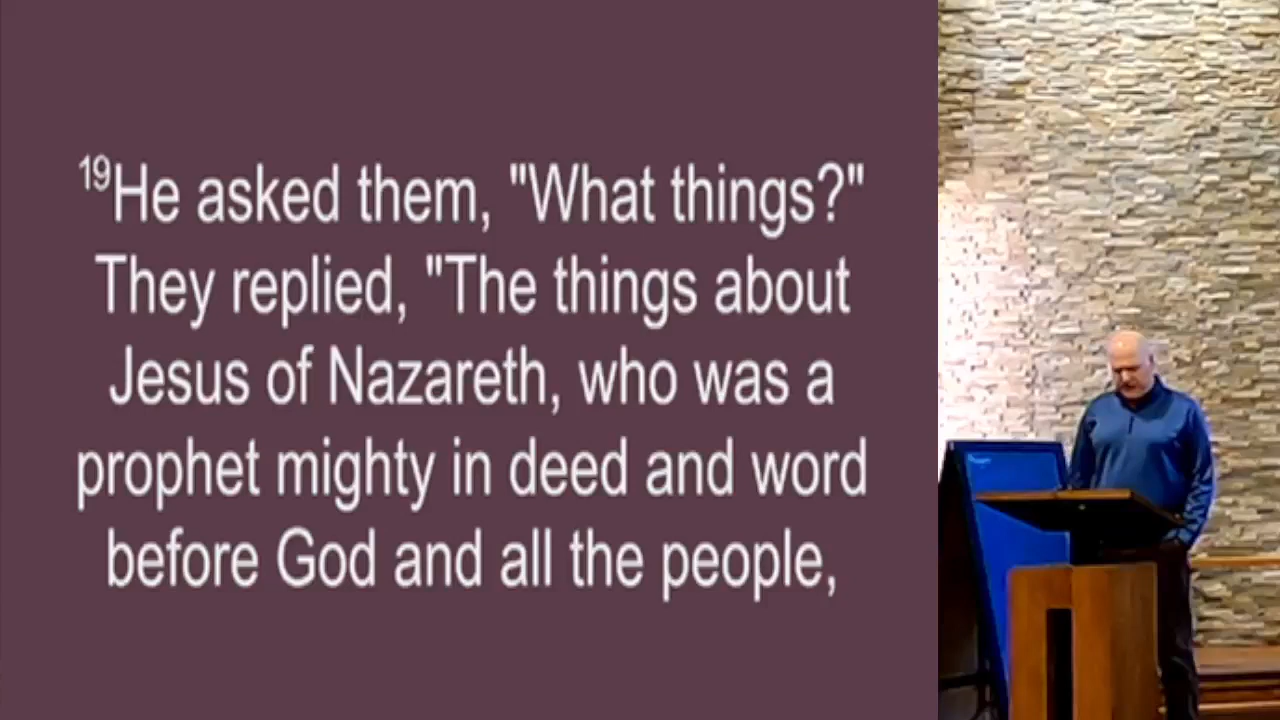 19He asked them, "What things?"
They replied, "The things about
Jesus of Nazareth, who was a
prophet mighty in deed and word
before God and all the people,